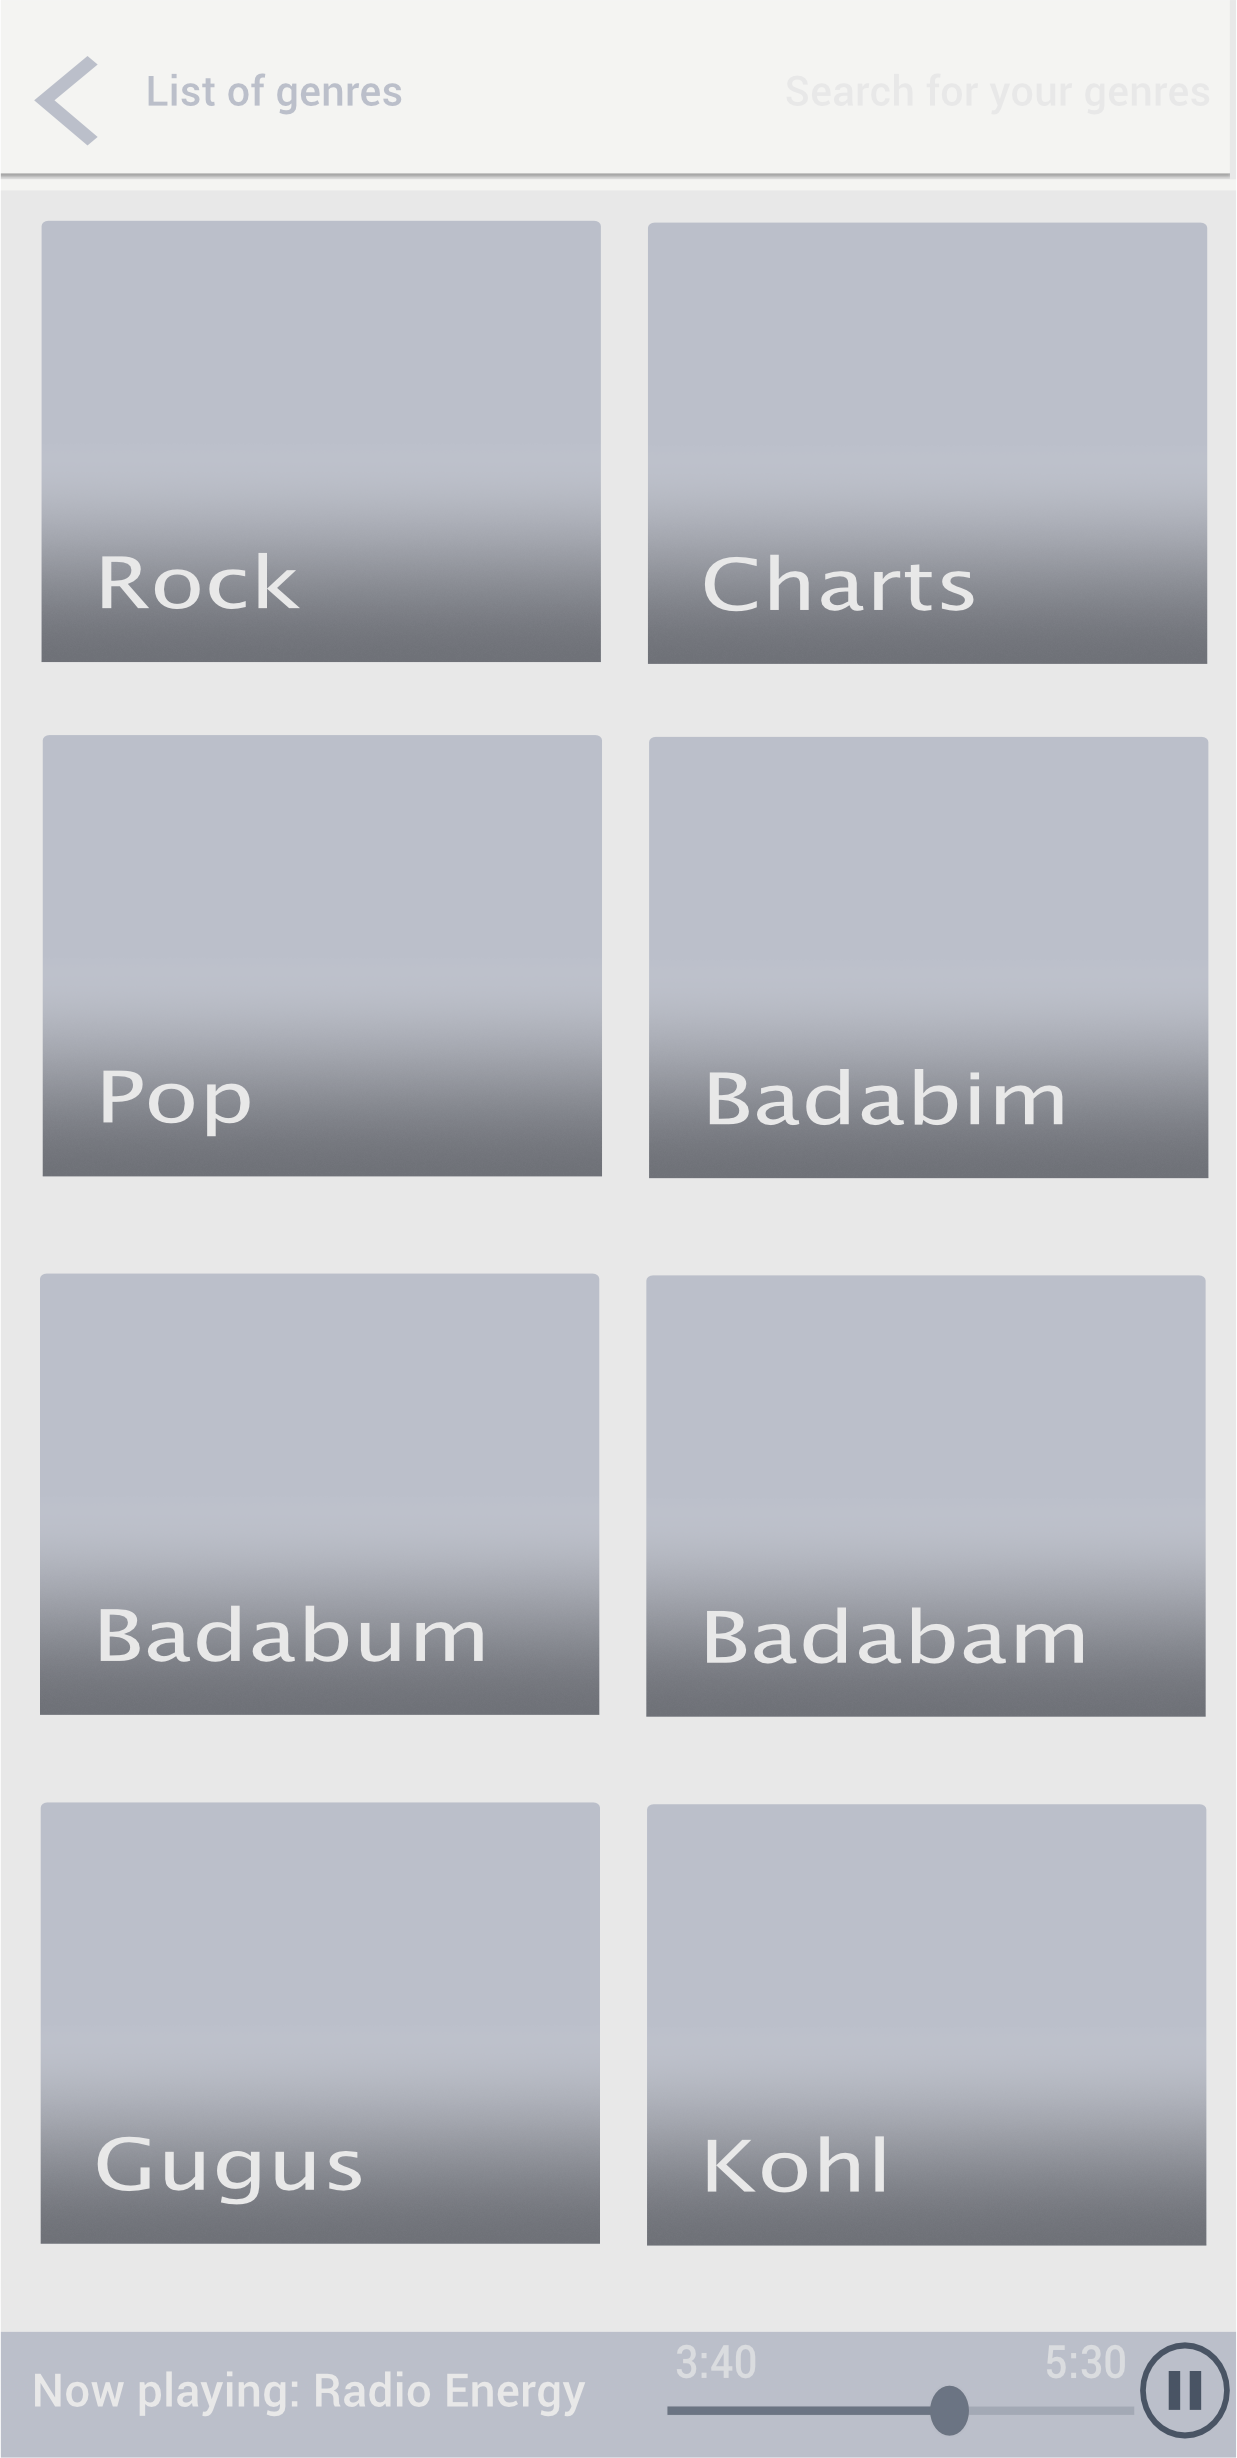 List of genres
Search for your genres
Rock
Charts
Pop
Badabim
Badabum
Badabam
Gugus
Kohl
3:40
5:30
Now playing: Radio Energy